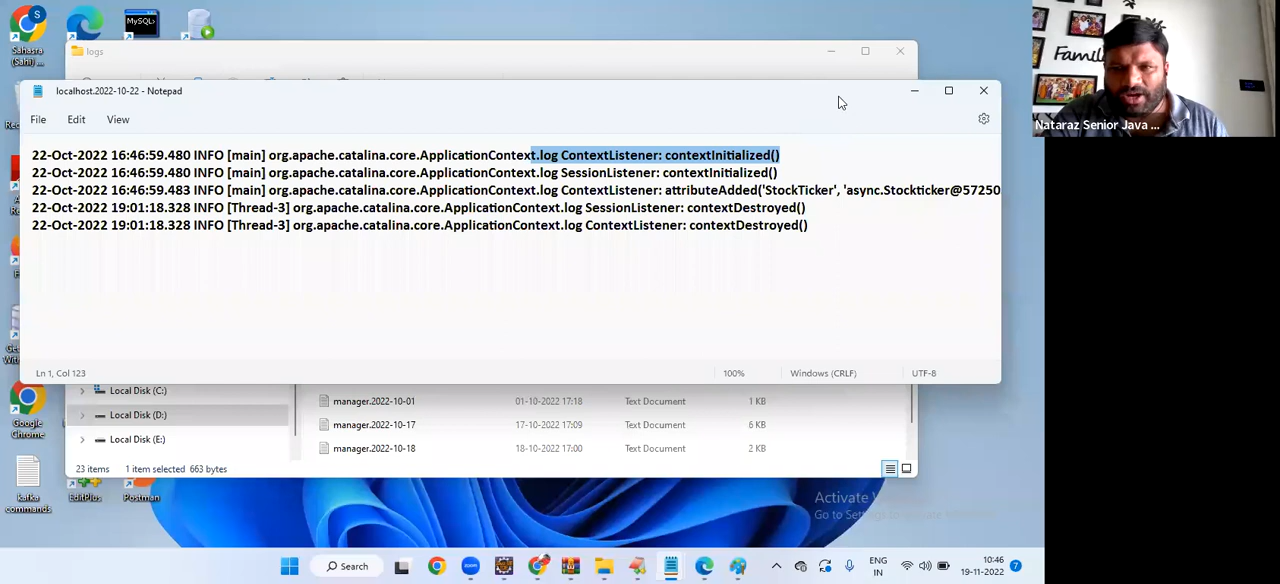 Sahasra
(Sahi) ...
MySQL>
logs
localhost.2022-10-22 - Notepad
File Edit View
22-Oct-2022 16:46:59.480 INFO [main] org.apache.catalina.core.ApplicationContext.log ContextListener: contextInitialized()
22-Oct-2022 16:46:59.480 INFO [main] org.apache.catalina.core.ApplicationContext.log SessionListener: contextInitialized()
22-Oct-2022 16:46:59.483 INFO [main] org.apache.catalina.core.ApplicationContext.log ContextListener: attributeAdded('StockTicker', 'async.Stockticker@57250
22-Oct-2022 19:01:18.328 INFO [Thread-3] org.apache.catalina.core.ApplicationContext.log SessionListener: contextDestroyed()
22-Oct-2022 19:01:18.328 INFO [Thread-3] org.apache.catalina.core.ApplicationContext.log ContextListener: contextDestroyed()
Ln 1, Col 123 100% Windows (CRLF) UTF-8
Local Disk (C:)
Local Disk (D:)
Local Disk (E:)
manager.2022-10-01 01-10-2022 17:18 Text Document 1 KB
manager.2022-10-17 17-10-2022 17:09 Text Document 6 KB
manager.2022-10-18 18-10-2022 17:00 Text Document 2 KB
23 items 1 item selected 663 bytes
Google
Chrome
kafka
commands
EditPlus
Postman
Activate
Go to
Search
ENG
IN
10:46
19-11-2022
7
Family
Nataraz Senior Java ...